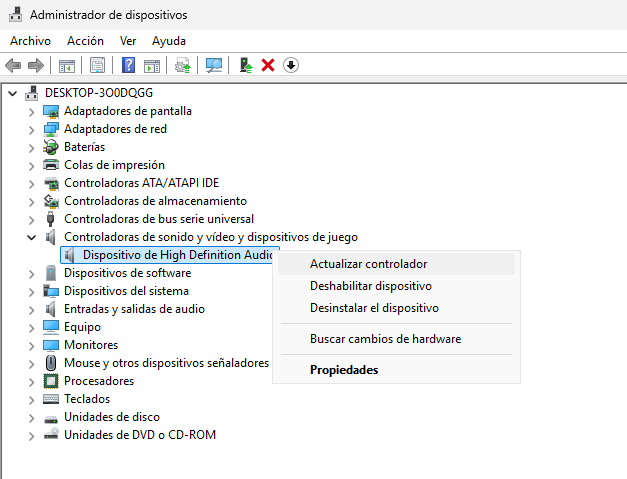 Administrador de dispositivos
Archivo Acción Ver Ayuda
DESKTOP-3O0DQGG
Adaptadores de pantalla
Adaptadores de red
Baterías
Colas de impresión
Controladoras ATA/ATAPI IDE
Controladoras de almacenamiento
Controladoras de bus serie universal
Controladoras de sonido y vídeo y dispositivos de juego
Dispositivo de High Definition Audio
Actualizar controlador
Dispositivos de software
Deshabilitar dispositivo
Dispositivos del sistema
Desinstalar el dispositivo
Entradas y salidas de audio
Equipo
Buscar cambios de hardware
Monitores
Mouse y otros dispositivos señaladores
Propiedades
Procesadores
Teclados
Unidades de disco
Unidades de DVD o CD-ROM